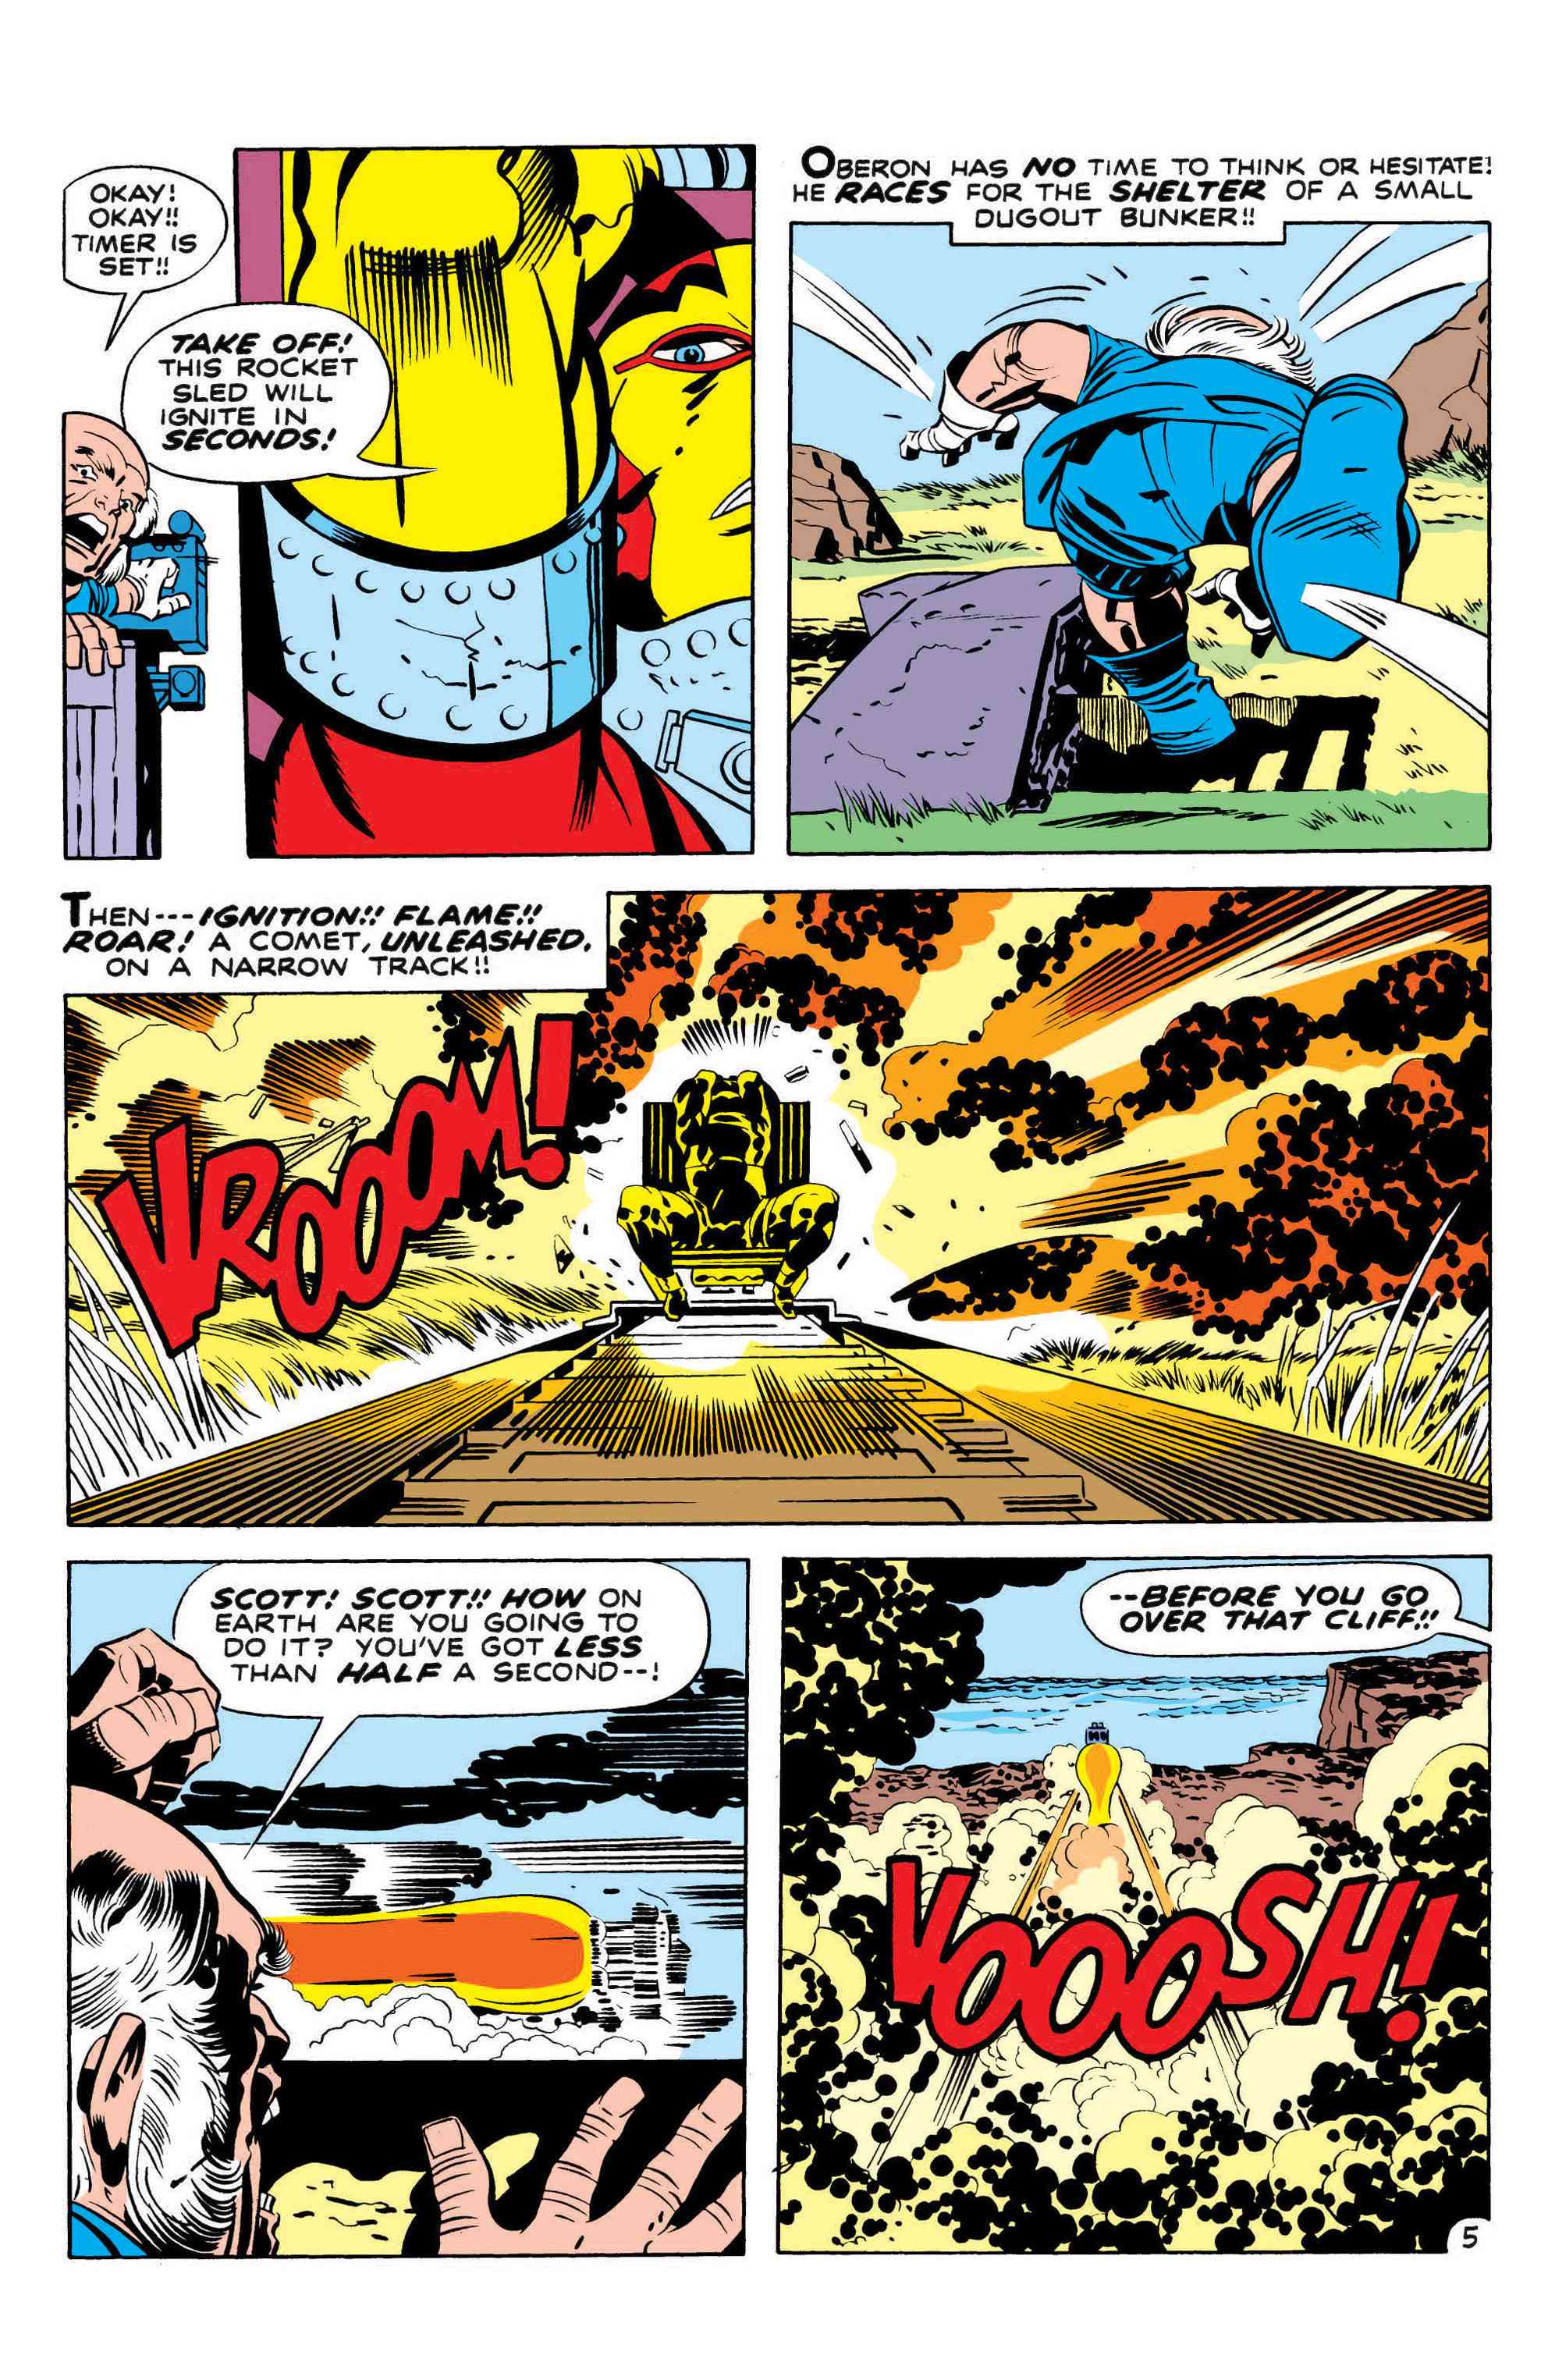 OKAY!
OKAY!!
TIMER IS
SET!!
TAKE OFF!
THIS ROCKET
SLED WILL
IGNITE IN
SECONDS!
OBERON HAS NO TIME TO THINK OR HESITATE!
HE RACES FOR THE SHELTER OF A SMALL
DUGOUT BUNKER!!
THEN---IGNITION!! FLAME!!
ROAR! A COMET, UNLEASHED,
ON A NARROW TRACK!!
VROOOM!
SCOTT! SCOTT!! HOW ON
EARTH ARE YOU GOING TO
DO IT? YOU'VE GOT LESS
THAN HALF A SECOND--!
--BEFORE YOU GO
OVER THAT CLIFF!!
VOOOSH!
5